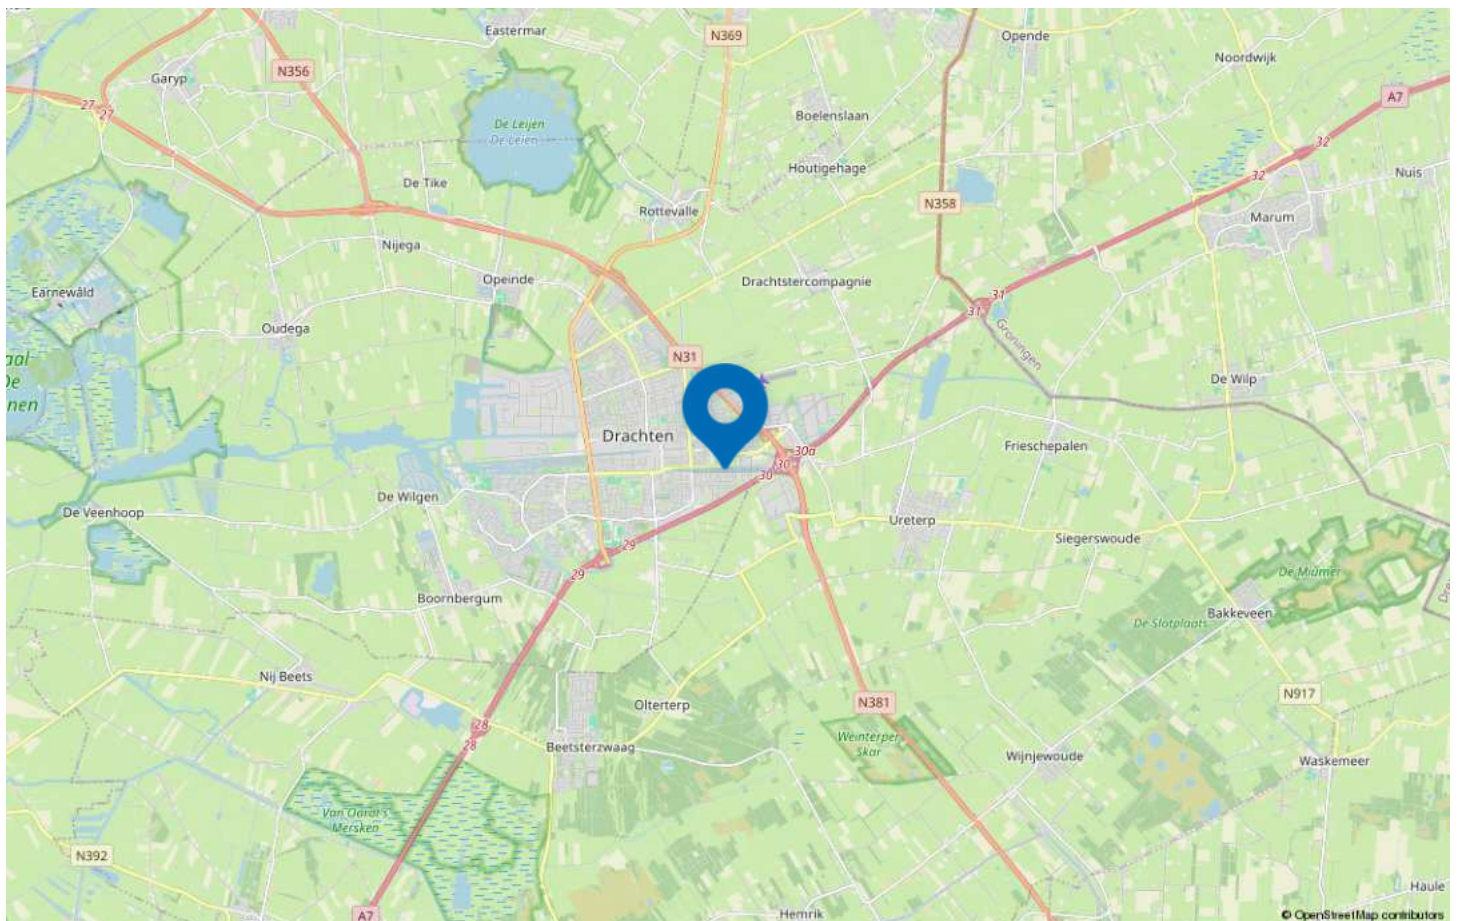 Eastermar
N369
Opende
Noordwijk
Garyp
N356
A7
27
27
Boelenslaan
De Leijen
De Leien
32
Houtigehage
32
Nuis
De Tike
N358
Rottevalle
Marum
Nijega
Opeinde
Drachtstercompagnie
Earnewâld
31
31
Oudega
Groningen
N31
De Wilp
nen
Drachten
Frieschepalen
30a
30
30
De Wilgen
De Veenhoop
Ureterp
Siegerswoude
29
29
De Mûmer
Boornbergum
Bakkeveen
De Slotplaats
Nij Beets
N917
Olterterp
N381
28
28
Weinterper
Skar
Beetsterzwaag
Wijnjewoude
Waskemeer
Van Oordt's
Mersken
N392
Haule
A7
Hemrik
© OpenStreetMap contributors